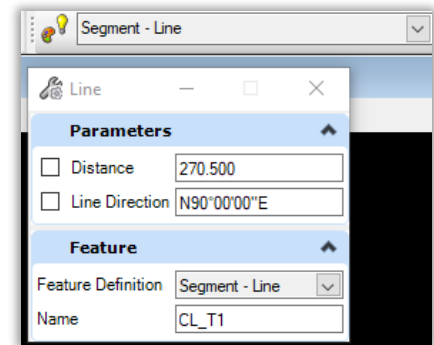 Segment - Line
Line
Parameters
Distance 270.500
Line Direction N90°00'00"E
Feature
Feature Definition Segment - Line
Name CL_T1